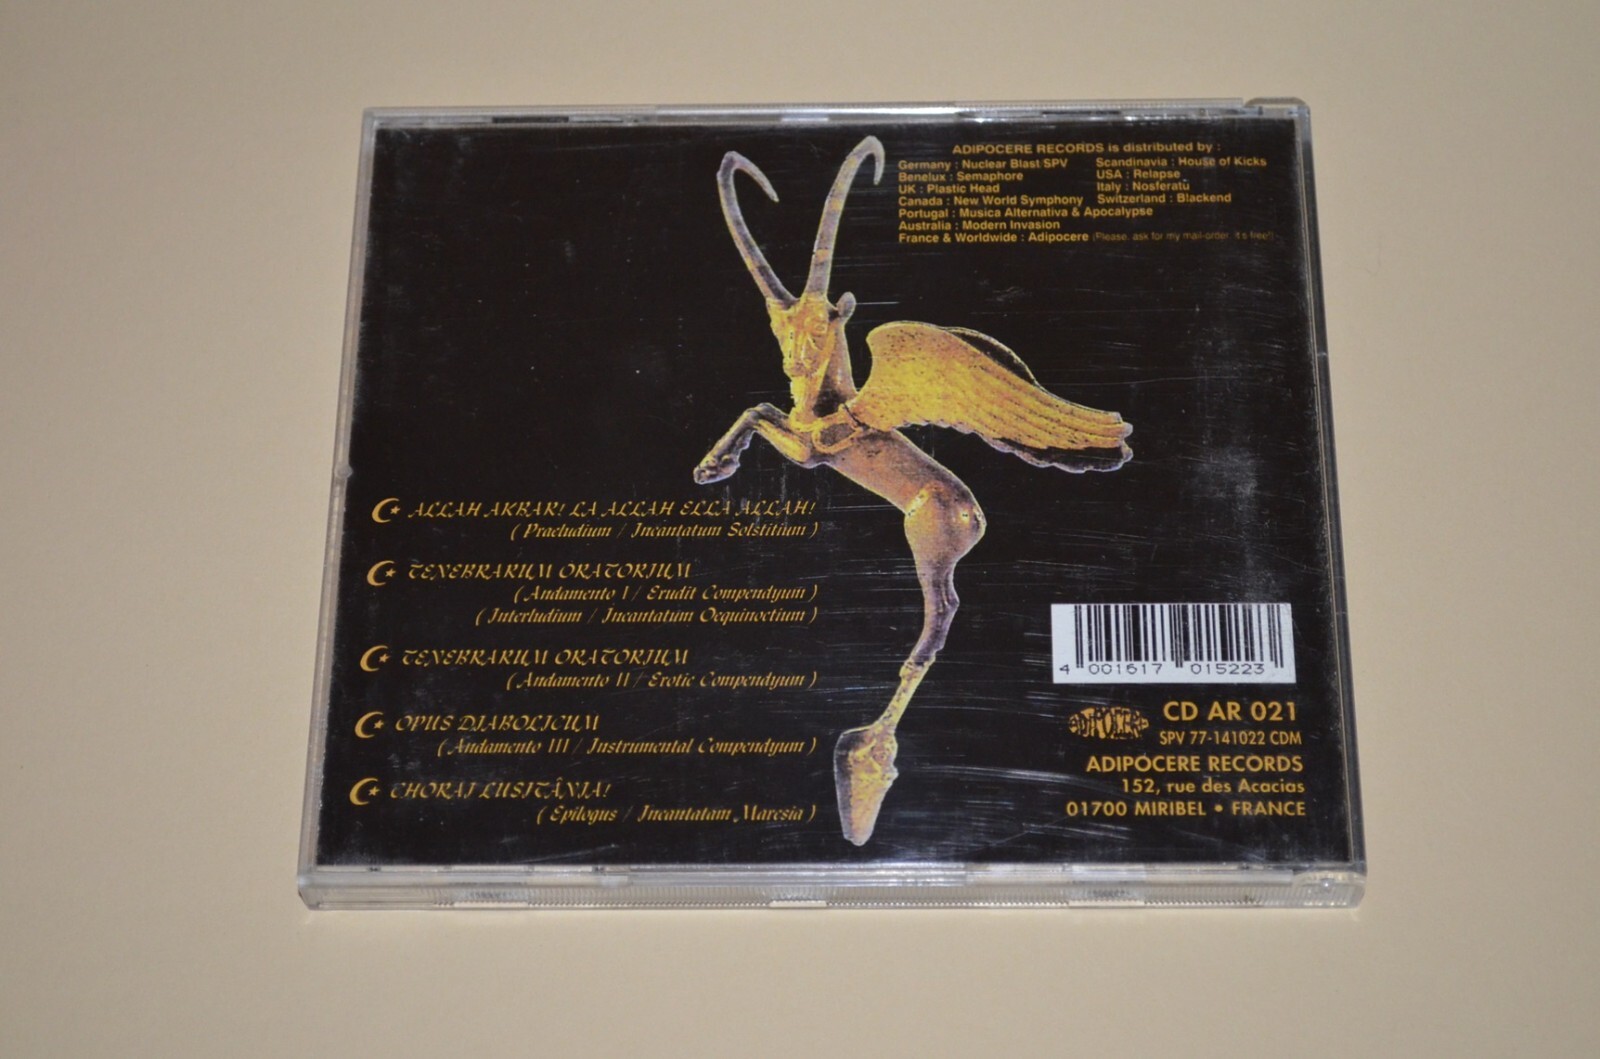 ADIPOCERE RECORDS is distributed by :
Germany : Nuclear Blast SPV
Scandinavia : House of Kicks
Benelux : Semaphore
USA : Relapse
UK : Plastic Head
Italy : Nosferatü
Canada : New World Symphony
Switzerland : Blackend
Portugal : Musica Alternativa & Apocalypse
Australia : Modern Invasion
France & Worldwide : Adipocere (Please, ask for my mail-order, it's free!)
ALLAH AKBAR! LA ALLAH ELLA ALLAH!
( Praeludium / Incantatum Solstitium )
TENEBRARUM ORATORIUM
( Andamento I / Erudit Compendyum )
( Interludium / Incantatum Oequinoctium )
TENEBRARUM ORATORIUM
( Andamento II / Erotic Compendyum )
OPUS DIABOLICUM
( Andamento III / Instrumental Compendyum )
CHORAI LUSITÂNIA!
( Epilogus / Incantatam Maresia )
4 001617 015223
ADIPOCERE
CD AR 021
SPV 77-141022 CDM
ADIPOCERE RECORDS
152, rue des Acacias
01700 MIRIBEL • FRANCE